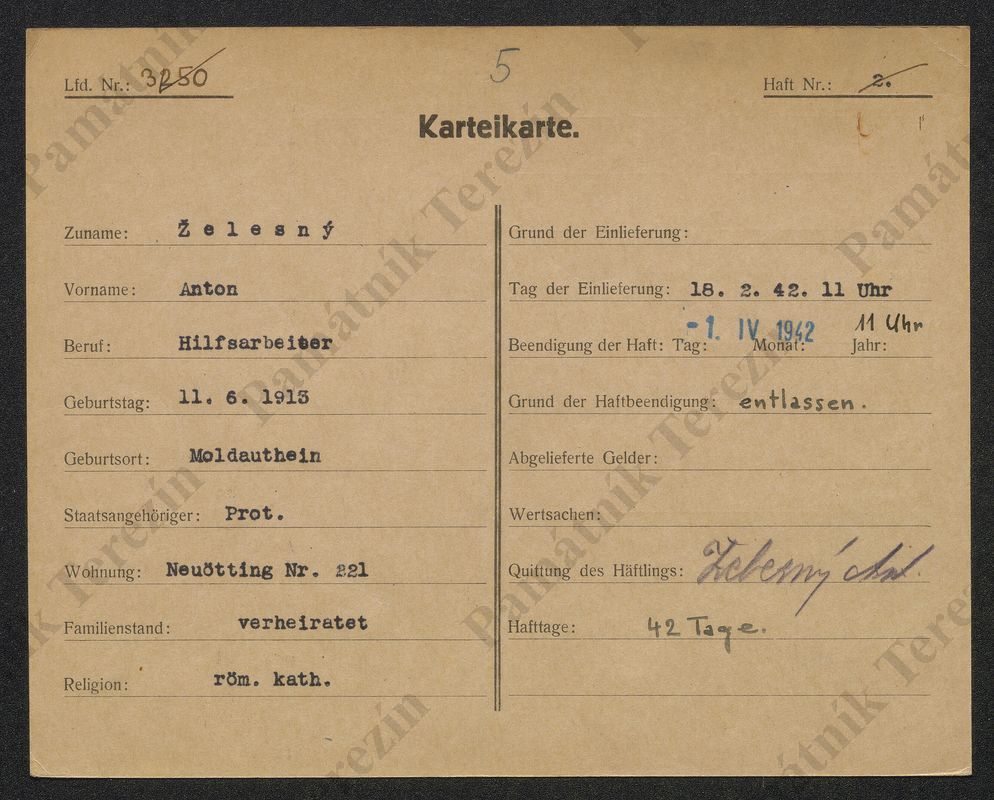 5
Lfd. Nr.: 3250
Haft Nr.: 2.
Karteikarte.
Zuname: Želesný
Vorname: Anton
Beruf: Hilfsarbeiter
Geburtstag: 11. 6. 1913
Geburtsort: Moldauthein
Staatsangehöriger: Prot.
Wohnung: Neuötting Nr. 221
Familienstand: verheiratet
Religion: röm. kath.
Grund der Einlieferung:
Tag der Einlieferung: 18. 2. 42. 11 Uhr
-1. IV 1942 11 Uhr
Beendigung der Haft: Tag: Monat: Jahr:
Grund der Haftbeendigung: entlassen.
Abgelieferte Gelder:
Wertsachen:
Quittung des Häftlings:
Hafttage: 42 Tage.
Památník Terezín